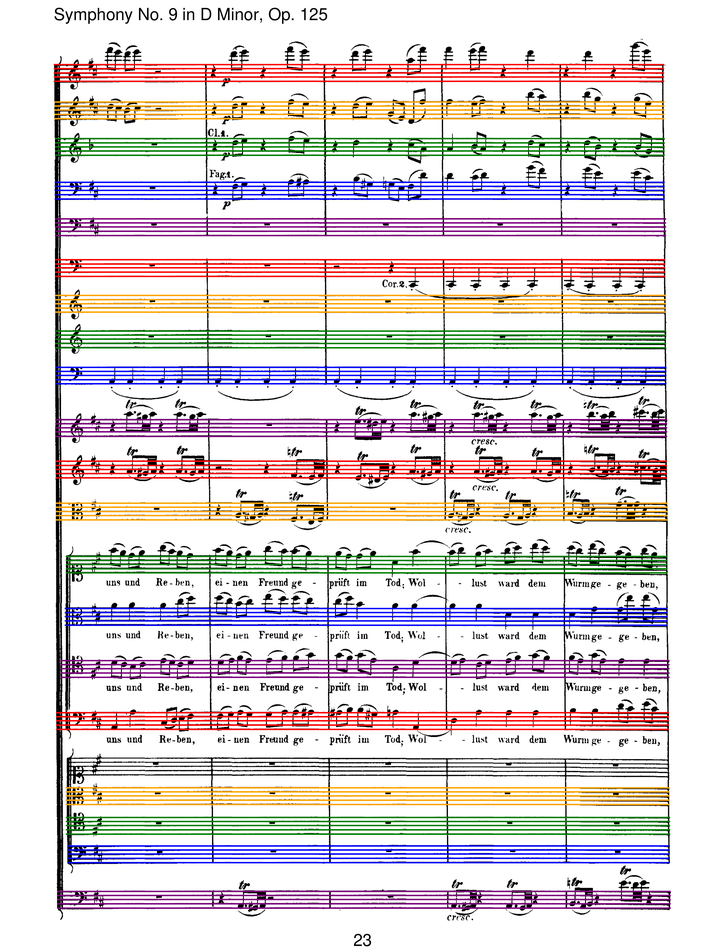 Symphony No. 9 in D Minor, Op. 125
p
p
Cl.1.
p
Fag.1.
p
Cor.2.
tr tr tr tr tr tr tr tr
cresc.
tr tr tr tr tr tr tr tr tr
cresc.
tr tr tr tr tr tr
cresc.
uns und Re-ben, ei-nen Freund ge - prüft im Tod; Wol - - lust ward dem Wurm ge - ge - ben,
uns und Re-ben, ei-nen Freund ge - prüft im Tod; Wol - - lust ward dem Wurm ge - ge - ben,
uns und Re-ben, ei-nen Freund ge - prüft im Tod; Wol - - lust ward dem Wurm ge - ge - ben,
uns und Re-ben, ei-nen Freund ge - prüft im Tod; Wol - - lust ward dem Wurm ge - ge - ben,
tr tr tr tr tr
cresc.
23